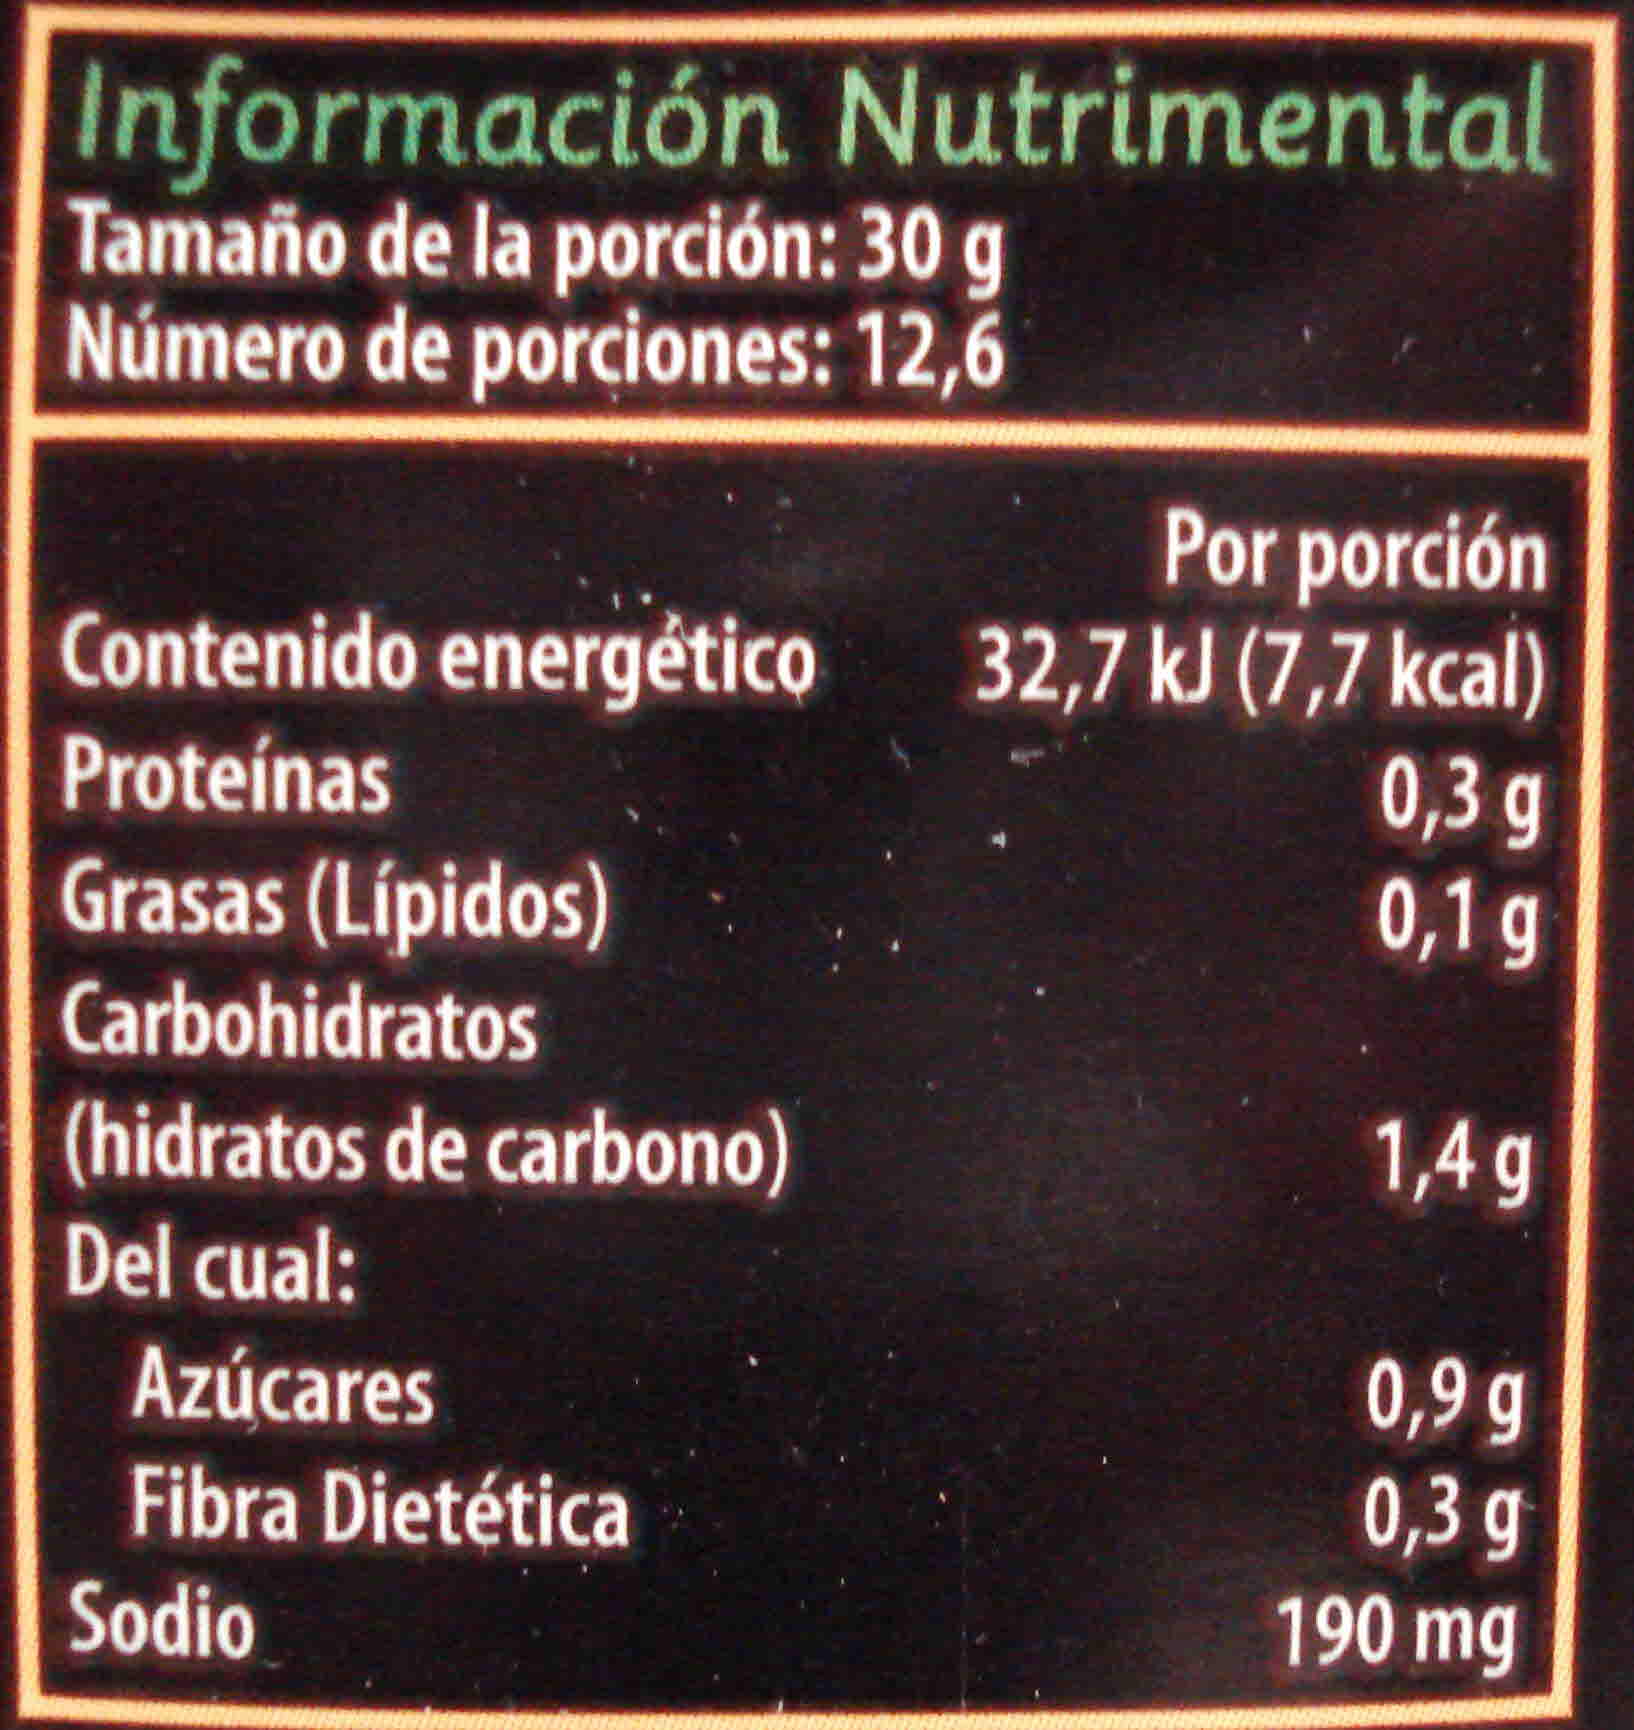 Información Nutrimental
Tamaño de la porción: 30 g
Número de porciones: 12,6
Por porción
Contenido energético 32,7 kJ (7,7 kcal)
Proteínas 0,3 g
Grasas (Lípidos) 0,1 g
Carbohidratos
(hidratos de carbono) 1,4 g
Del cual:
Azúcares 0,9 g
Fibra Dietética 0,3 g
Sodio 190 mg